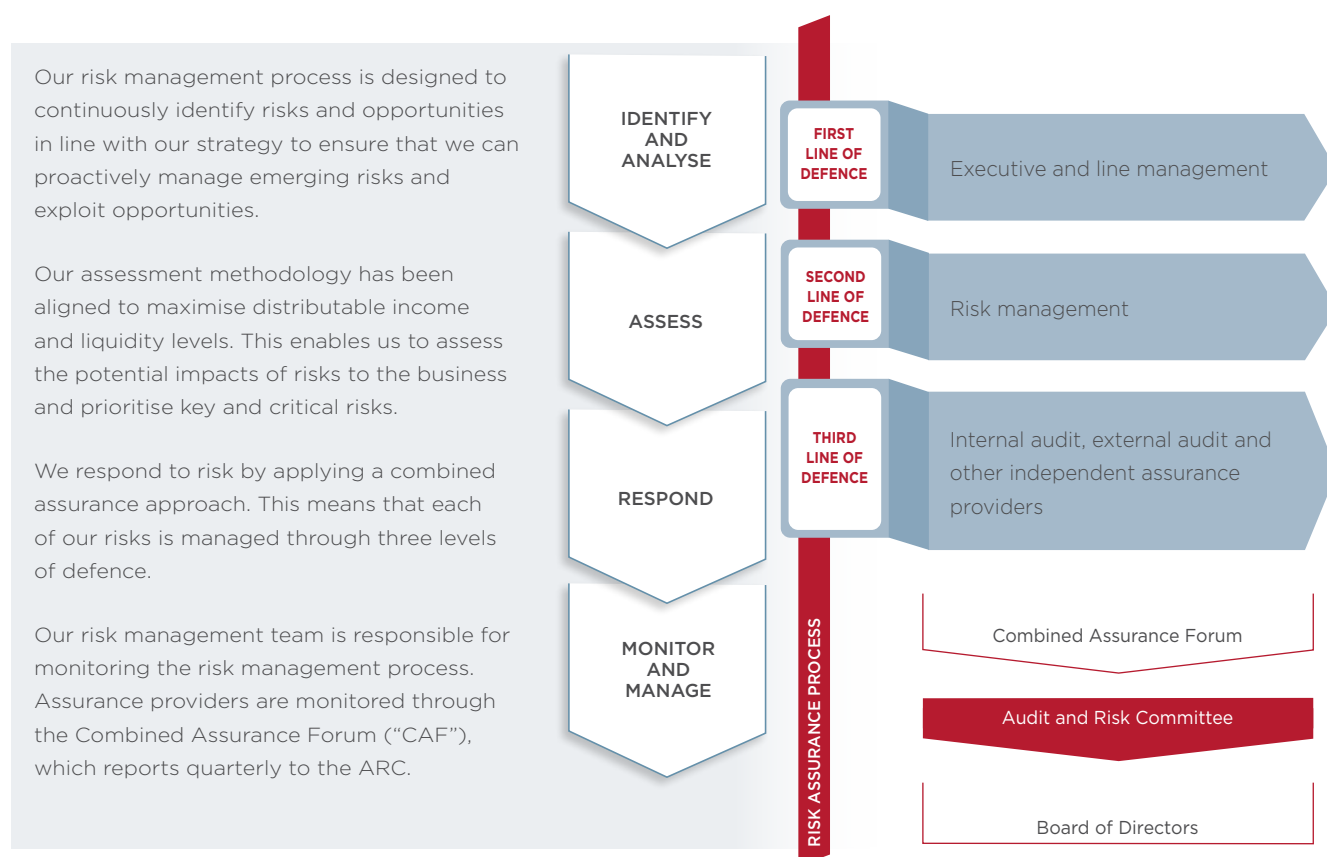 Our risk management process is designed to
continuously identify risks and opportunities
in line with our strategy to ensure that we can
proactively manage emerging risks and
exploit opportunities.
Our assessment methodology has been
aligned to maximise distributable income
and liquidity levels. This enables us to assess
the potential impacts of risks to the business
and prioritise key and critical risks.
We respond to risk by applying a combined
assurance approach. This means that each
of our risks is managed through three levels
of defence.
Our risk management team is responsible for
monitoring the risk management process.
Assurance providers are monitored through
the Combined Assurance Forum (“CAF”),
which reports quarterly to the ARC.
IDENTIFY
AND
ANALYSE
ASSESS
RESPOND
MONITOR
AND
MANAGE
RISK ASSURANCE PROCESS
FIRST
LINE OF
DEFENCE
Executive and line management
SECOND
LINE OF
DEFENCE
Risk management
THIRD
LINE OF
DEFENCE
Internal audit, external audit and
other independent assurance
providers
Combined Assurance Forum
Audit and Risk Committee
Board of Directors